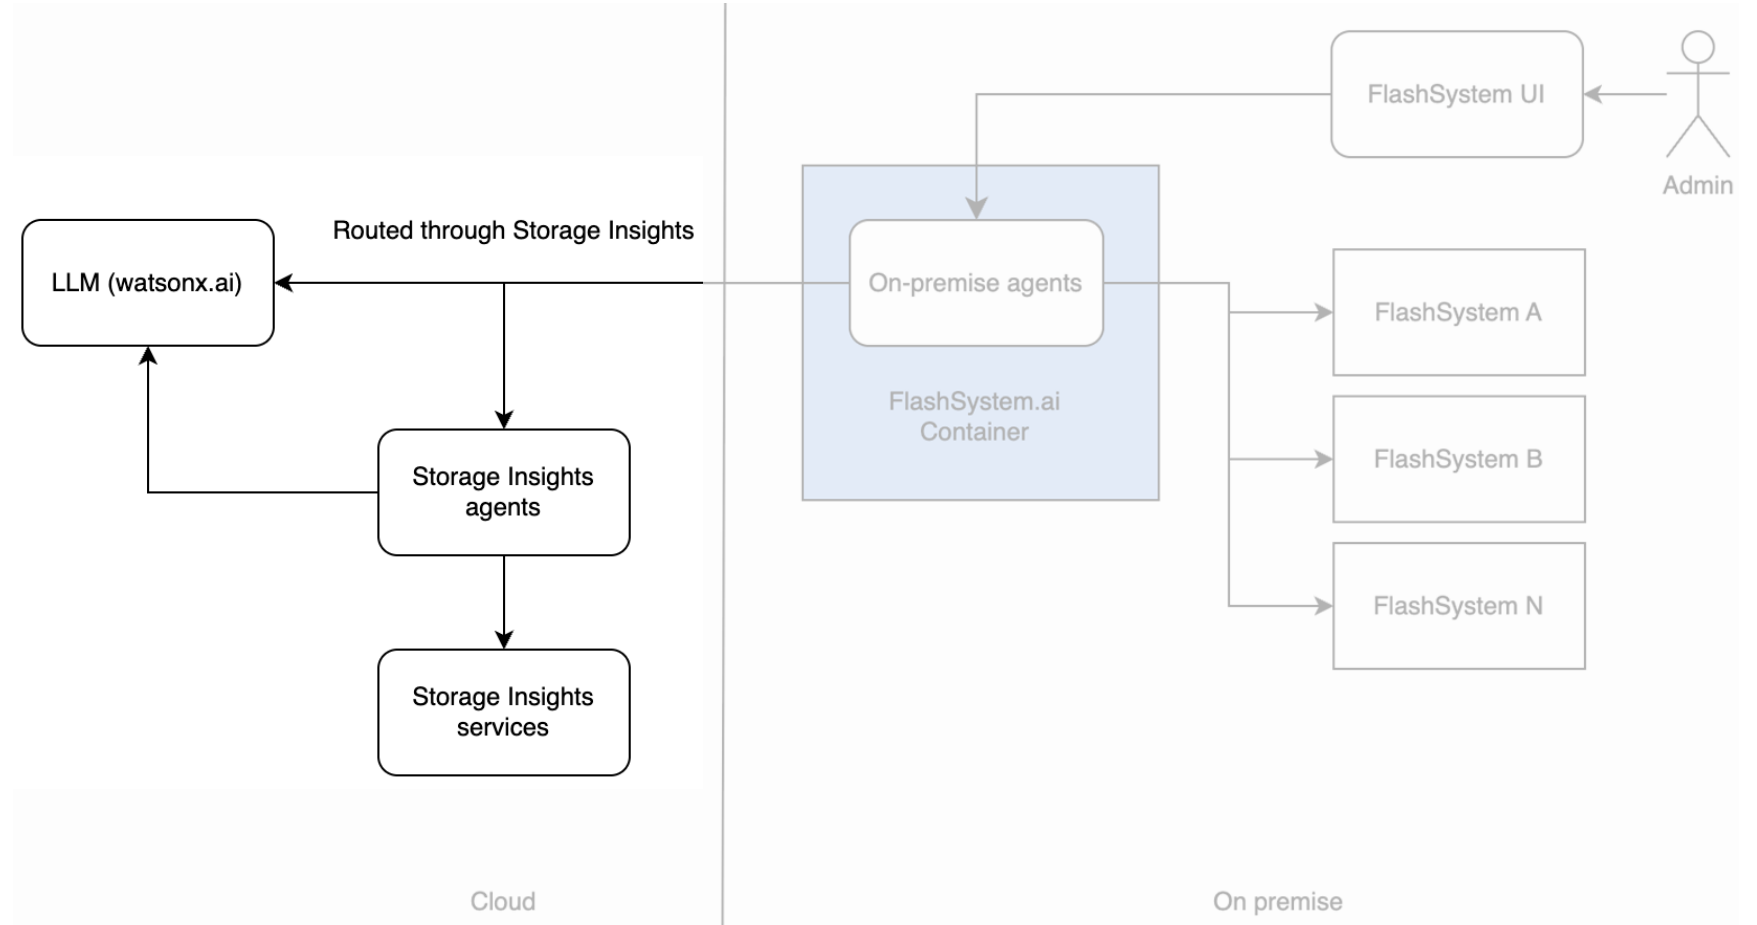 FlashSystem UI
Admin
Routed through Storage Insights
LLM (watsonx.ai)
On-premise agents
FlashSystem A
FlashSystem.ai
Container
FlashSystem B
Storage Insights
agents
FlashSystem N
Storage Insights
services
Cloud
On premise